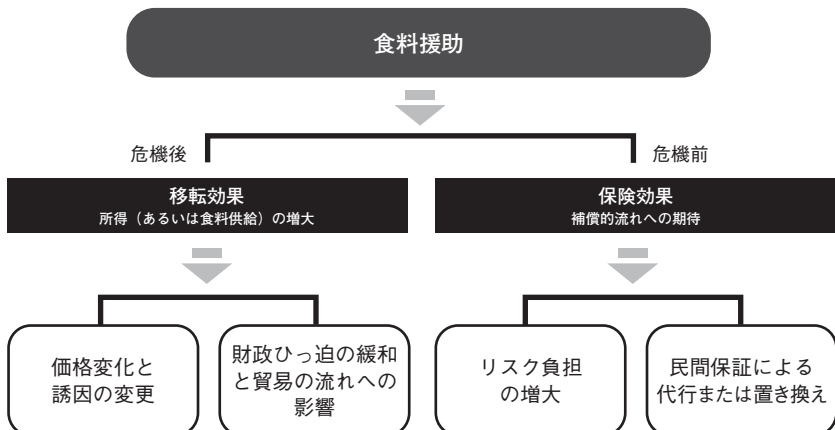 食料援助
危機後
危機前
移転効果
所得（あるいは食料供給）の増大
保険効果
補償的流れへの期待
価格変化と
誘因の変更
財政ひっ迫の緩和
と貿易の流れへの
影響
リスク負担
の増大
民間保証による
代行または置き換え